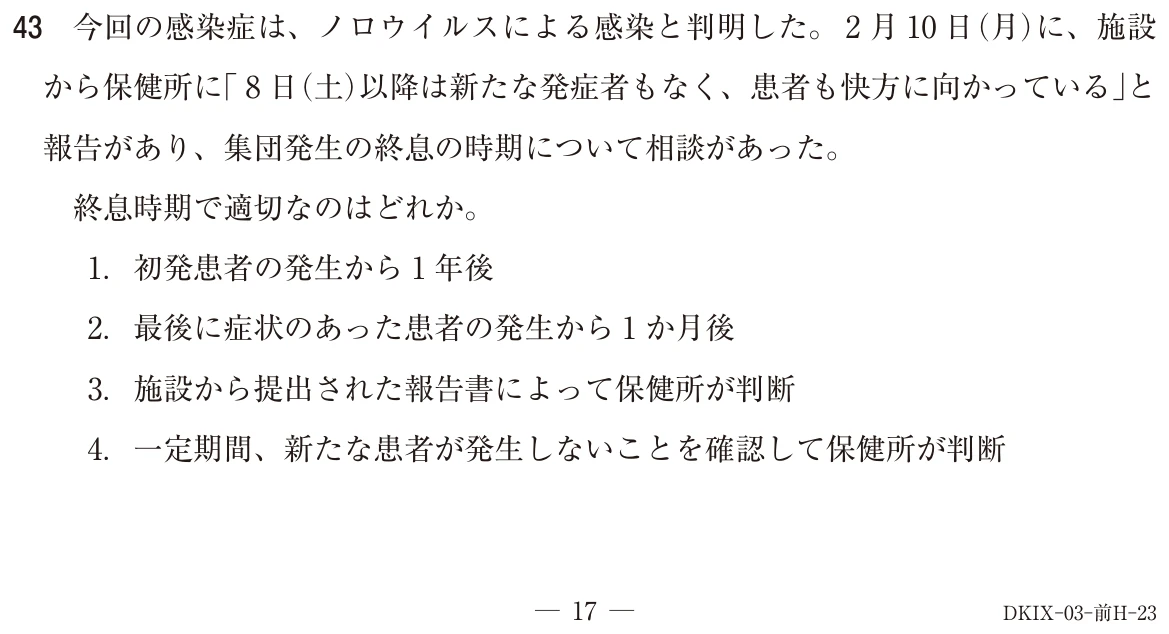 43　今回の感染症は、ノロウイルスによる感染と判明した。2月10日(月)に、施設
から保健所に「8日(土)以降は新たな発症者もなく、患者も快方に向かっている」と
報告があり、集団発生の終息の時期について相談があった。
終息時期で適切なのはどれか。
1. 初発患者の発生から1年後
2. 最後に症状のあった患者の発生から1か月後
3. 施設から提出された報告書によって保健所が判断
4. 一定期間、新たな患者が発生しないことを確認して保健所が判断
— 17 —
DKIX-03-前H-23